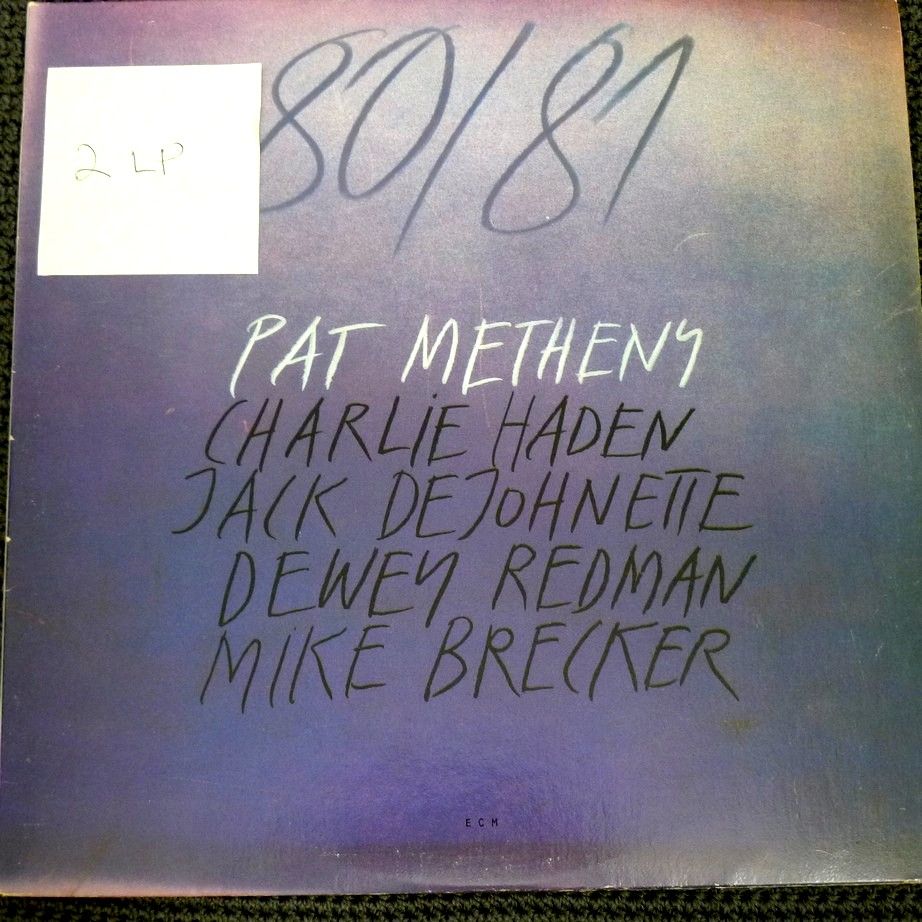 80/81
2 LP
PAT METHENY
CHARLiE HADEN
JACK DEJOHNETTE
DEWEY REDMAN
MiKE BRECKER
ECM